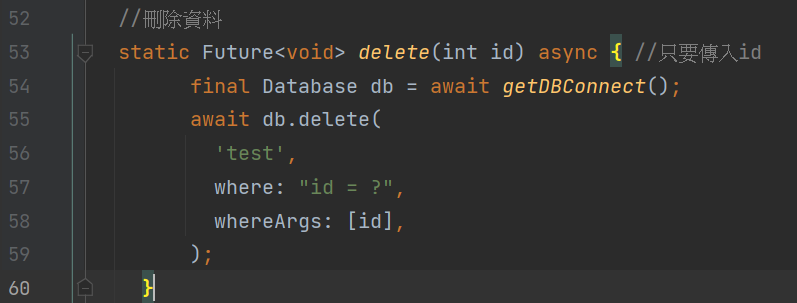 52 //刪除資料
53 static Future<void> delete(int id) async { //只要傳入id
54 final Database db = await getDBConnect();
55 await db.delete(
56 'test',
57 where: "id = ?",
58 whereArgs: [id],
59 );
60 }